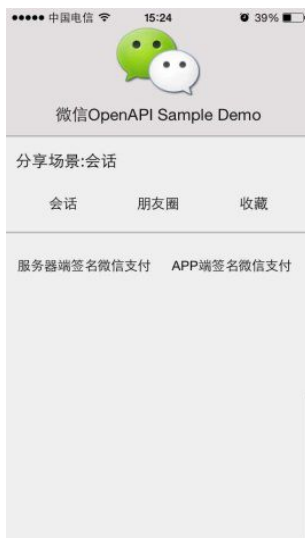 中国电信 15:24 39%
微信OpenAPI Sample Demo
分享场景:会话
会话 朋友圈 收藏
服务器端签名微信支付 APP端签名微信支付